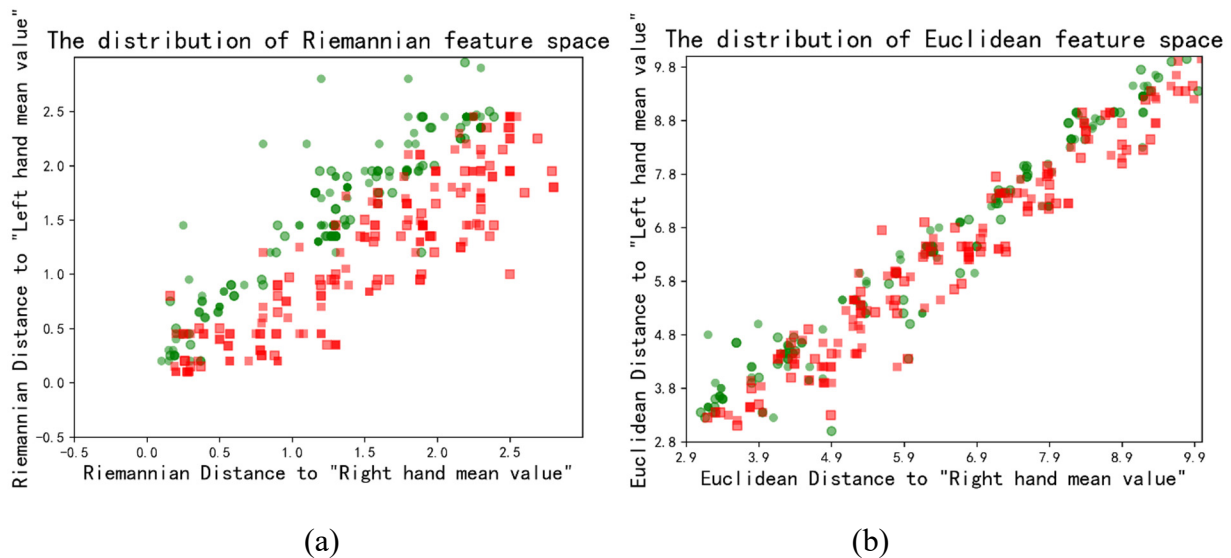 The distribution of Riemannian feature space
Riemannian Distance to "Left hand mean value"
2.5
2.0
1.5
1.0
0.5
0.0
-0.5
-0.5 0.0 0.5 1.0 1.5 2.0 2.5
Riemannian Distance to "Right hand mean value"
(a)
The distribution of Euclidean feature space
Euclidean Distance to "Left hand mean value"
9.8
8.8
7.8
6.8
5.8
4.8
3.8
2.8
2.9 3.9 4.9 5.9 6.9 7.9 8.9 9.9
Euclidean Distance to "Right hand mean value"
(b)